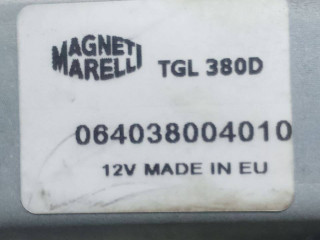 MAGNETI
MARELLI
TGL 380D
064038004010
12V MADE IN EU